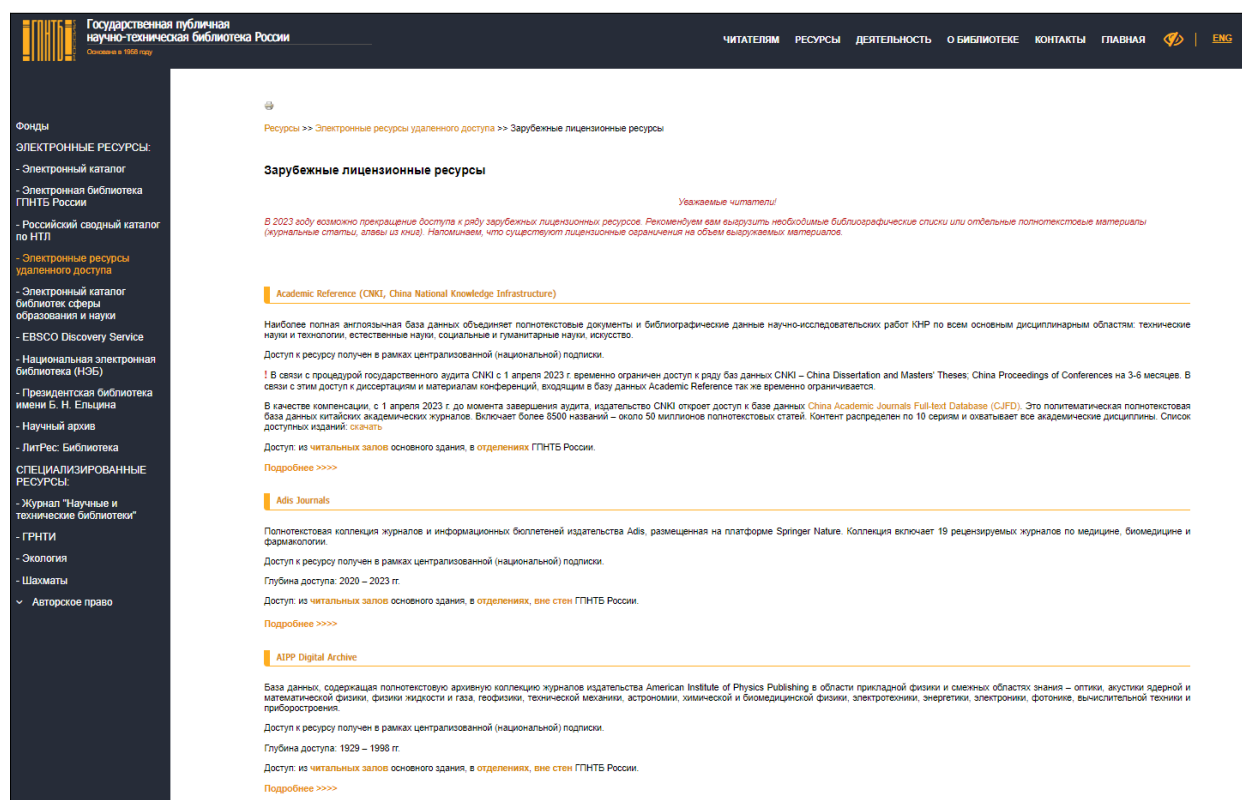 ГПНТБ
Государственная публичная
научно-техническая библиотека России
Основана в 1958 году
ЧИТАТЕЛЯМ РЕСУРСЫ ДЕЯТЕЛЬНОСТЬ О БИБЛИОТЕКЕ КОНТАКТЫ ГЛАВНАЯ | ENG
Фонды
ЭЛЕКТРОННЫЕ РЕСУРСЫ:
- Электронный каталог
- Электронная библиотека
ГПНТБ России
- Российский сводный каталог
по НТЛ
- Электронные ресурсы
удаленного доступа
- Электронный каталог
библиотек сферы
образования и науки
- EBSCO Discovery Service
- Национальная электронная
библиотека (НЭБ)
- Президентская библиотека
имени Б. Н. Ельцина
- Научный архив
- ЛитРес: Библиотека
СПЕЦИАЛИЗИРОВАННЫЕ
РЕСУРСЫ:
- Журнал "Научные и
технические библиотеки"
- ГРНТИ
- Экология
- Шахматы
Авторское право
Ресурсы >> Электронные ресурсы удаленного доступа >> Зарубежные лицензионные ресурсы
Зарубежные лицензионные ресурсы
Уважаемые читатели!
В 2023 году возможно прекращение доступа к ряду зарубежных лицензионных ресурсов. Рекомендуем вам выгрузить необходимые библиографические списки или отдельные полнотекстовые материалы
(журнальные статьи, главы из книг). Напоминаем, что существуют лицензионные ограничения на объем выгружаемых материалов.
Academic Reference (CNKI, China National Knowledge Infrastructure)
Наиболее полная англоязычная база данных объединяет полнотекстовые документы и библиографические данные научно-исследовательских работ КНР по всем основным дисциплинарным областям: технические
науки и технологии, естественные науки, социальные и гуманитарные науки, искусство.
Доступ к ресурсу получен в рамках централизованной (национальной) подписки.
! В связи с процедурой государственного аудита CNKI с 1 апреля 2023 г. временно ограничен доступ к ряду баз данных CNKI – China Dissertation and Masters' Theses; China Proceedings of Conferences на 3-6 месяцев. В
связи с этим доступ к диссертациям и материалам конференций, входящим в базу данных Academic Reference так же временно ограничивается.
В качестве компенсации, с 1 апреля 2023 г. до момента завершения аудита, издательство CNKI откроет доступ к базе данных China Academic Journals Full-text Database (CJFD). Это политематическая полнотекстовая
база данных китайских академических журналов. Включает более 8500 названий – около 50 миллионов полнотекстовых статей. Контент распределен по 10 сериям и охватывает все академические дисциплины. Список
доступных изданий: скачать
Доступ: из читальных залов основного здания, в отделениях ГПНТБ России.
Подробнее >>>>
Adis Journals
Полнотекстовая коллекция журналов и информационных бюллетеней издательства Adis, размещенная на платформе Springer Nature. Коллекция включает 19 рецензируемых журналов по медицине, биомедицине и
фармакологии.
Доступ к ресурсу получен в рамках централизованной (национальной) подписки.
Глубина доступа: 2020 – 2023 гг.
Доступ: из читальных залов основного здания, в отделениях, вне стен ГПНТБ России.
Подробнее >>>>
AIPP Digital Archive
База данных, содержащая полнотекстовую архивную коллекцию журналов издательства American Institute of Physics Publishing в области прикладной физики и смежных областях знания – оптики, акустики ядерной и
математической физики, физики жидкости и газа, геофизики, технической механики, астрономии, химической и биомедицинской физики, электротехники, энергетики, электроники, фотонике, вычислительной техники и
приборостроения.
Доступ к ресурсу получен в рамках централизованной (национальной) подписки.
Глубина доступа: 1929 – 1998 гг.
Доступ: из читальных залов основного здания, в отделениях, вне стен ГПНТБ России.
Подробнее >>>>